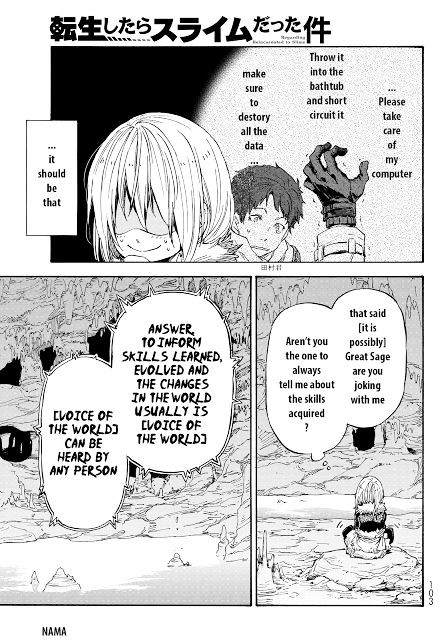 転生したらスライムだった件
Regarding
Reincarnated to Slime
...
Please
take
care
of
my
computer
Throw it
into the
bathtub
and short
circuit it
make
sure
to
destory
all the
data
...
...
it
should
be
that
田村君
that said
[it is
possibly]
Great Sage
are you
joking
with me
Aren't you
the one to
always
tell me about
the skills
acquired
?
ANSWER,
TO INFORM
SKILLS LEARNED,
EVOLVED AND
THE CHANGES
IN THE WORLD
USUALLY IS
[VOICE OF
THE WORLD]
[VOICE OF
THE WORLD]
CAN BE
HEARD BY
ANY PERSON
103
NAMA